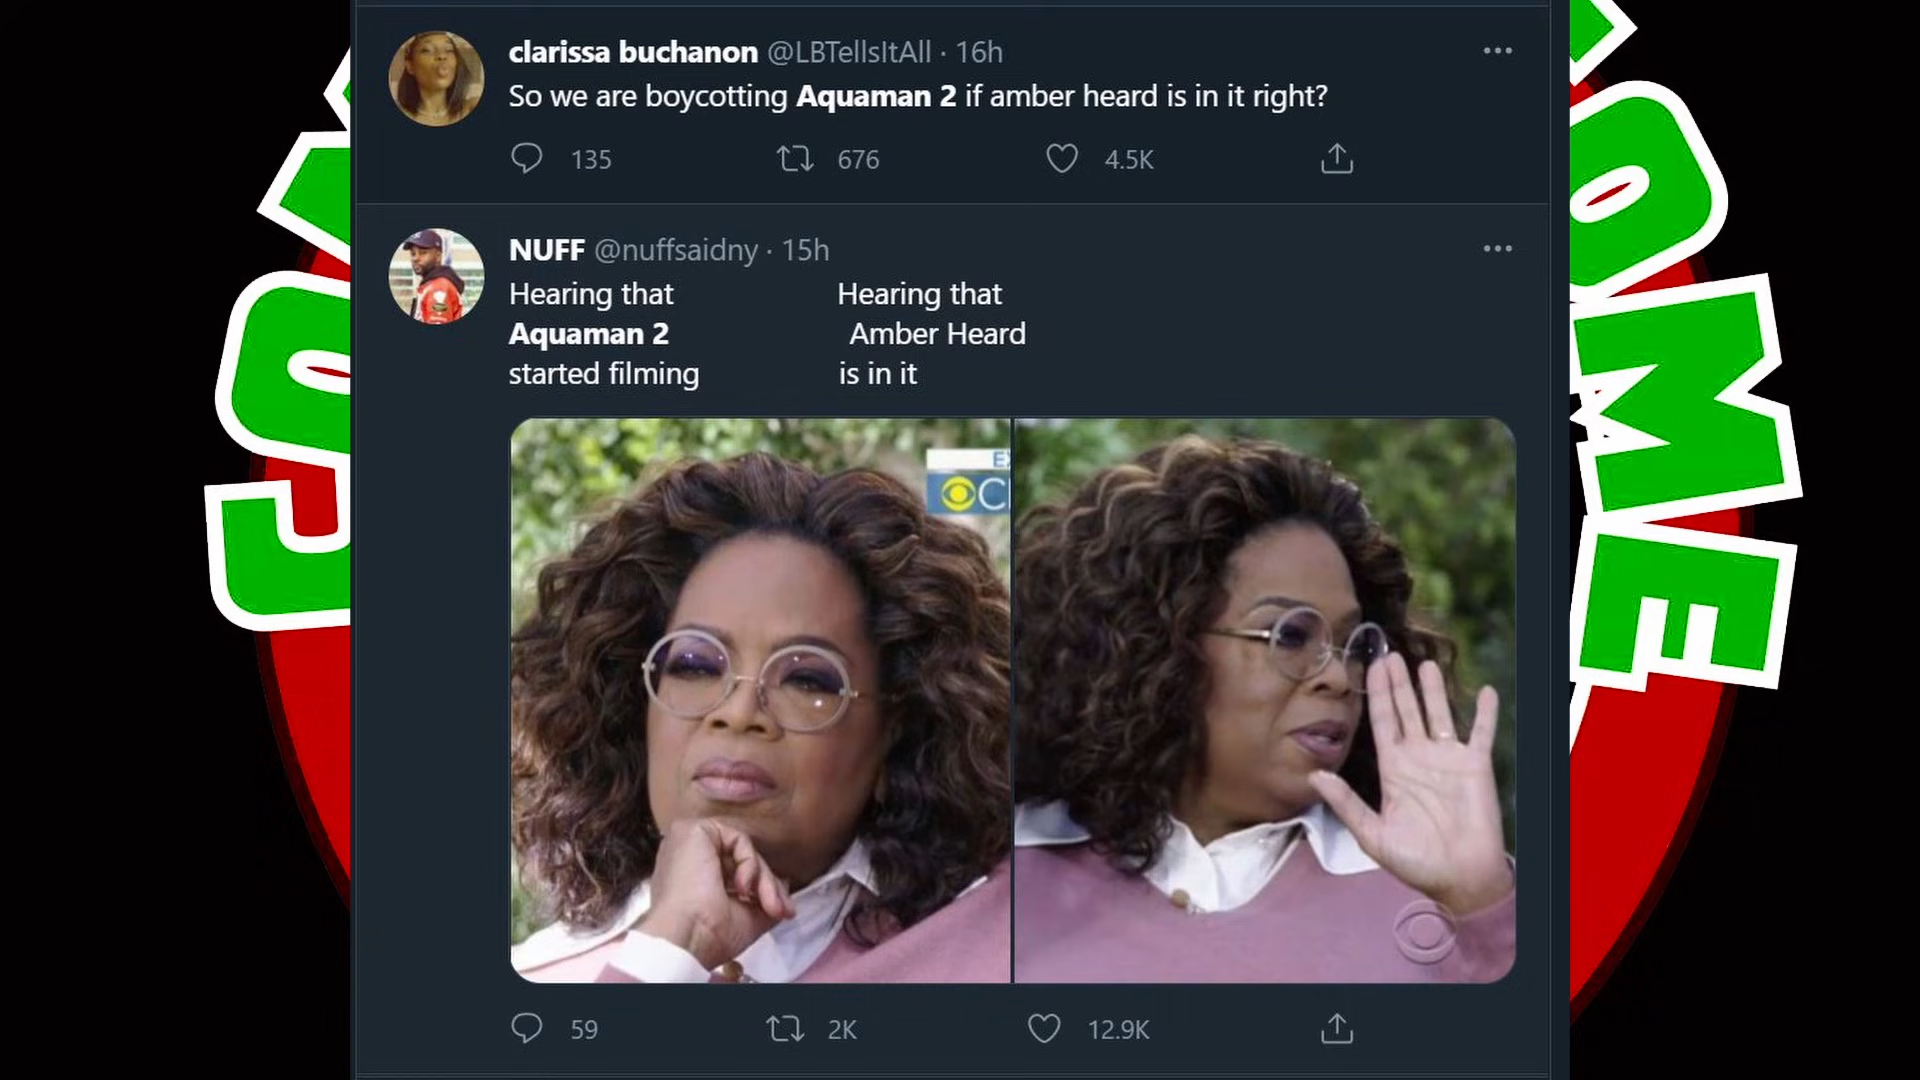 clarissa buchanon @LBTellsItAll · 16h
So we are boycotting Aquaman 2 if amber heard is in it right?
135 676 4.5K
NUFF @nuffsaidny · 15h
Hearing that Hearing that
Aquaman 2 Amber Heard
started filming is in it
59 2K 12.9K
OME